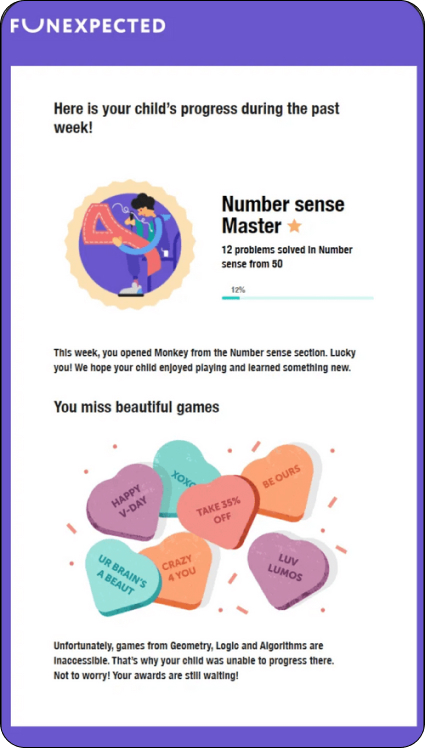 FUNEXPECTED
Here is your child's progress during the past
week!
Number sense
Master
12 problems solved in Number
sense from 50
12%
This week, you opened Monkey from the Number sense section. Lucky
you! We hope your child enjoyed playing and learned something new.
You miss beautiful games
HAPPY
V-DAY
XOXO
TAKE 35%
OFF
BE OURS
UR BRAIN'S
A BEAUT
CRAZY
4 YOU
LUV
LUMOS
Unfortunately, games from Geometry, Logic and Algorithms are
inaccessible. That's why your child was unable to progress there.
Not to worry! Your awards are still waiting!